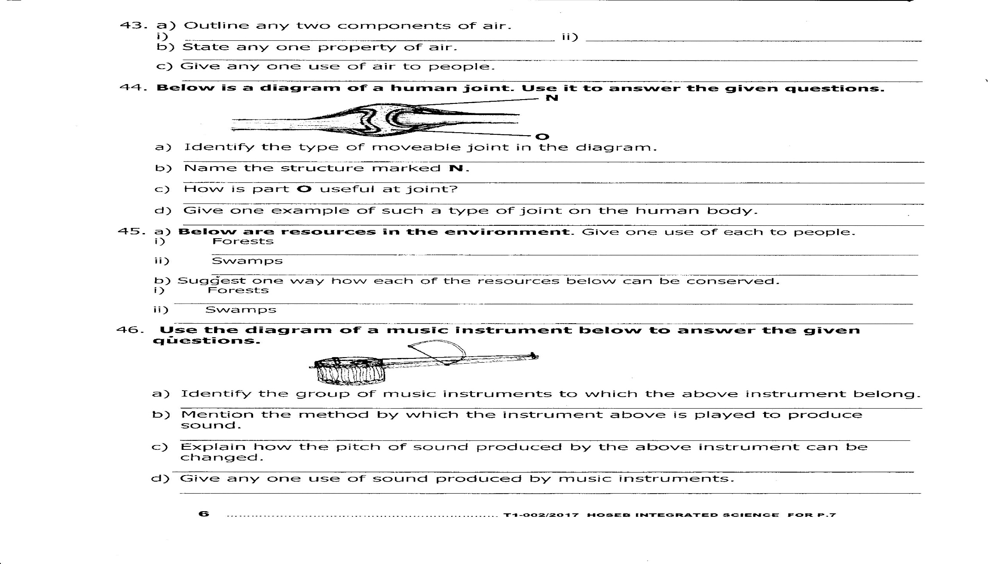 43. a) Outline any two components of air.
i) ii)
b) State any one property of air.
c) Give any one use of air to people.
44. Below is a diagram of a human joint. Use it to answer the given questions.
N
O
a) Identify the type of moveable joint in the diagram.
b) Name the structure marked N.
c) How is part O useful at joint?
d) Give one example of such a type of joint on the human body.
45. a) Below are resources in the environment. Give one use of each to people.
i) Forests
ii) Swamps
b) Suggest one way how each of the resources below can be conserved.
i) Forests
ii) Swamps
46. Use the diagram of a music instrument below to answer the given
questions.
a) Identify the group of music instruments to which the above instrument belong.
b) Mention the method by which the instrument above is played to produce
sound.
c) Explain how the pitch of sound produced by the above instrument can be
changed.
d) Give any one use of sound produced by music instruments.
6 ............................................................... T1-002/2017 HOSEB INTEGRATED SCIENCE FOR P.7